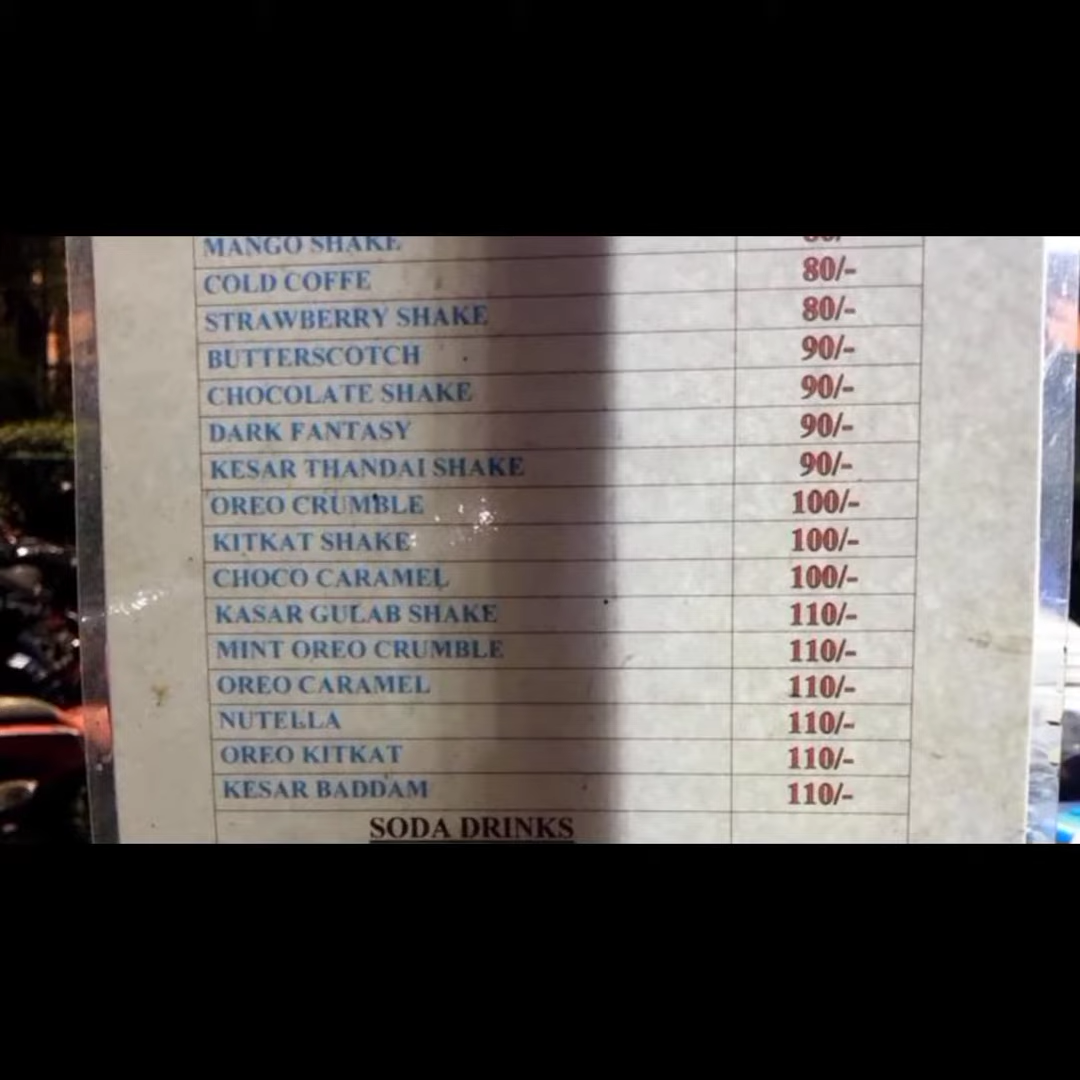 MANGO SHAKE 80/-
COLD COFFE 80/-
STRAWBERRY SHAKE 80/-
BUTTERSCOTCH 90/-
CHOCOLATE SHAKE 90/-
DARK FANTASY 90/-
KESAR THANDAI SHAKE 90/-
OREO CRUMBLE 100/-
KITKAT SHAKE 100/-
CHOCO CARAMEL 100/-
KASAR GULAB SHAKE 110/-
MINT OREO CRUMBLE 110/-
OREO CARAMEL 110/-
NUTELLA 110/-
OREO KITKAT 110/-
KESAR BADDAM 110/-
SODA DRINKS